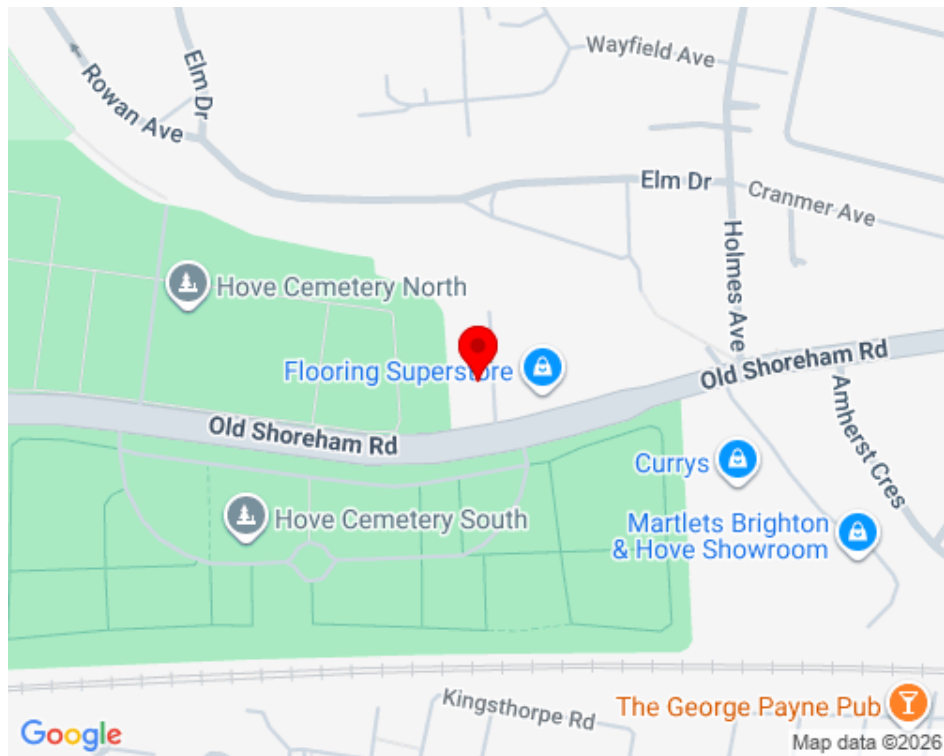 Wayfield Ave
Elm Dr
Rowan Ave
Elm Dr
Cranmer Ave
Holmes Ave
Hove Cemetery North
Flooring Superstore
Old Shoreham Rd
Amherst Cres
Old Shoreham Rd
Currys
Hove Cemetery South
Martlets Brighton
& Hove Showroom
Kingsthorpe Rd
The George Payne Pub
Google
Map data ©2026